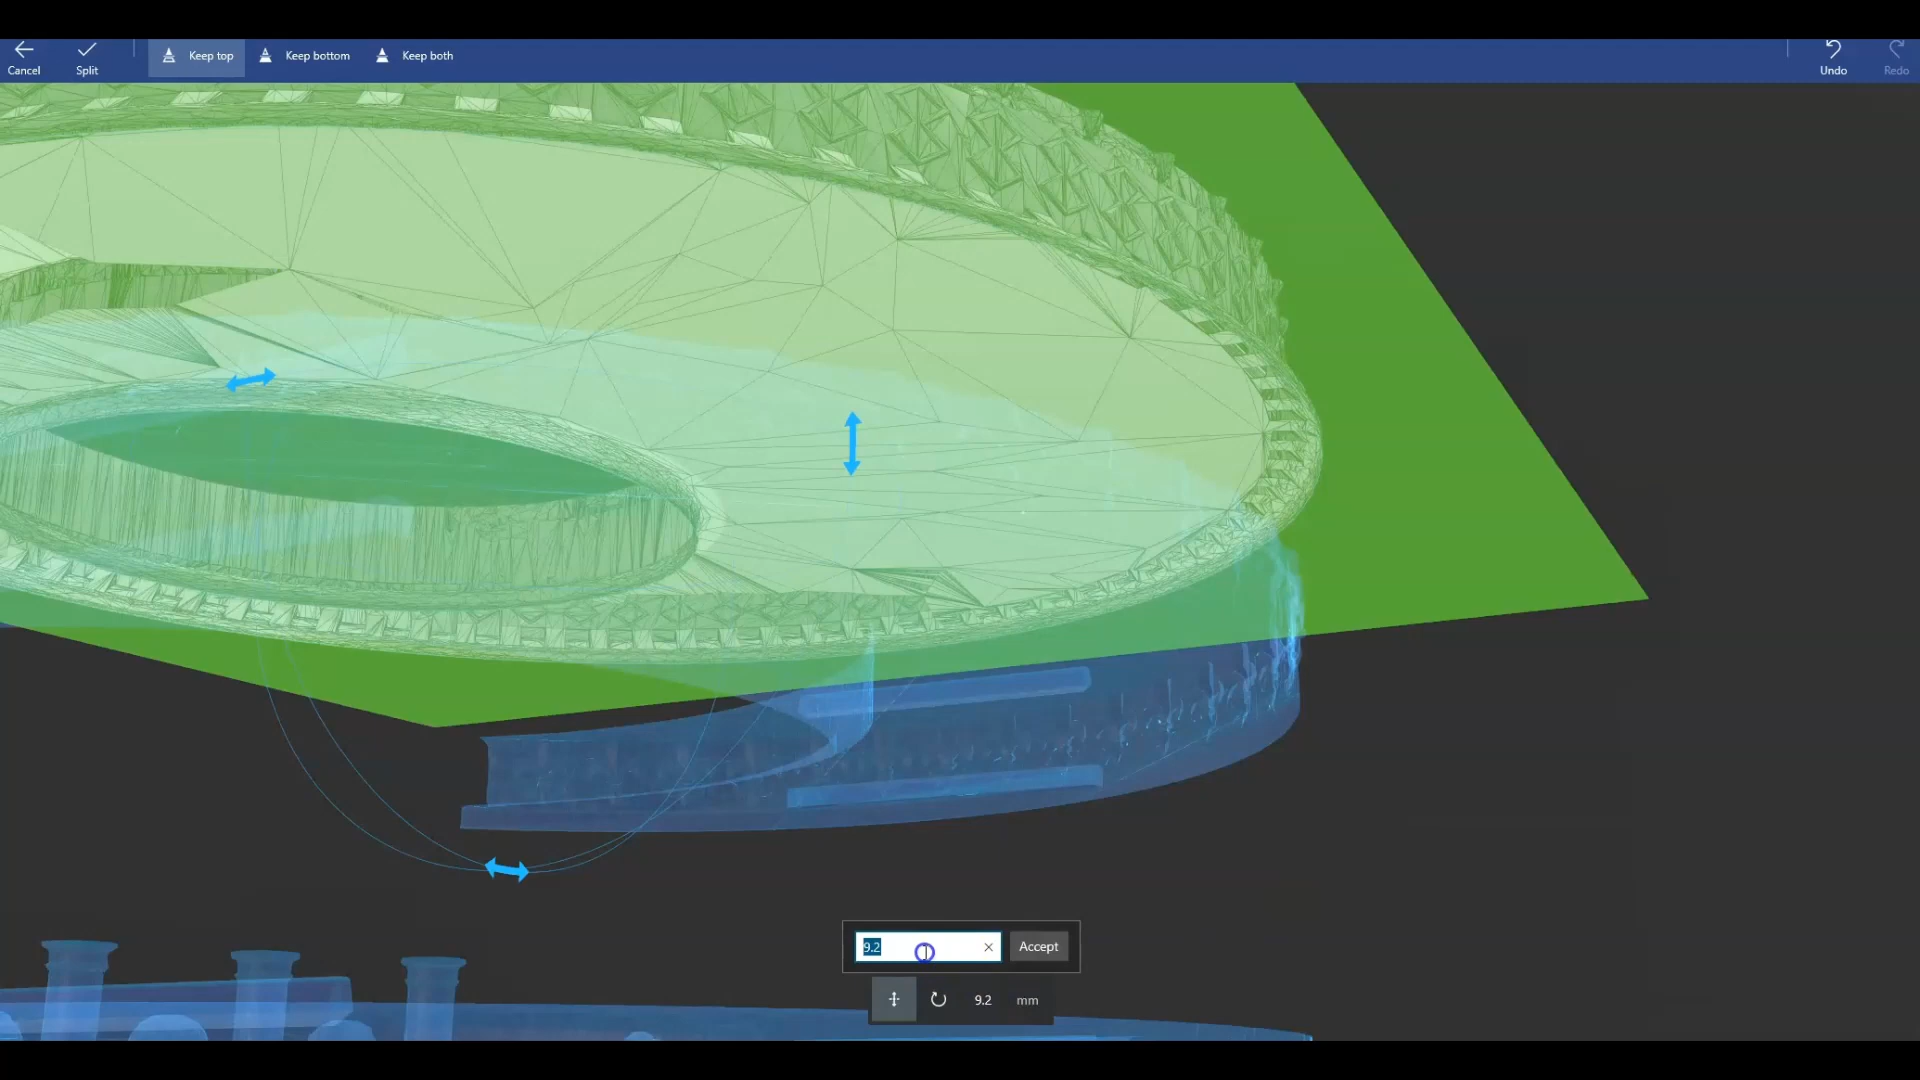 Cancel
Split
Keep top
Keep bottom
Keep both
Undo
Redo
9.2
Accept
9.2 mm